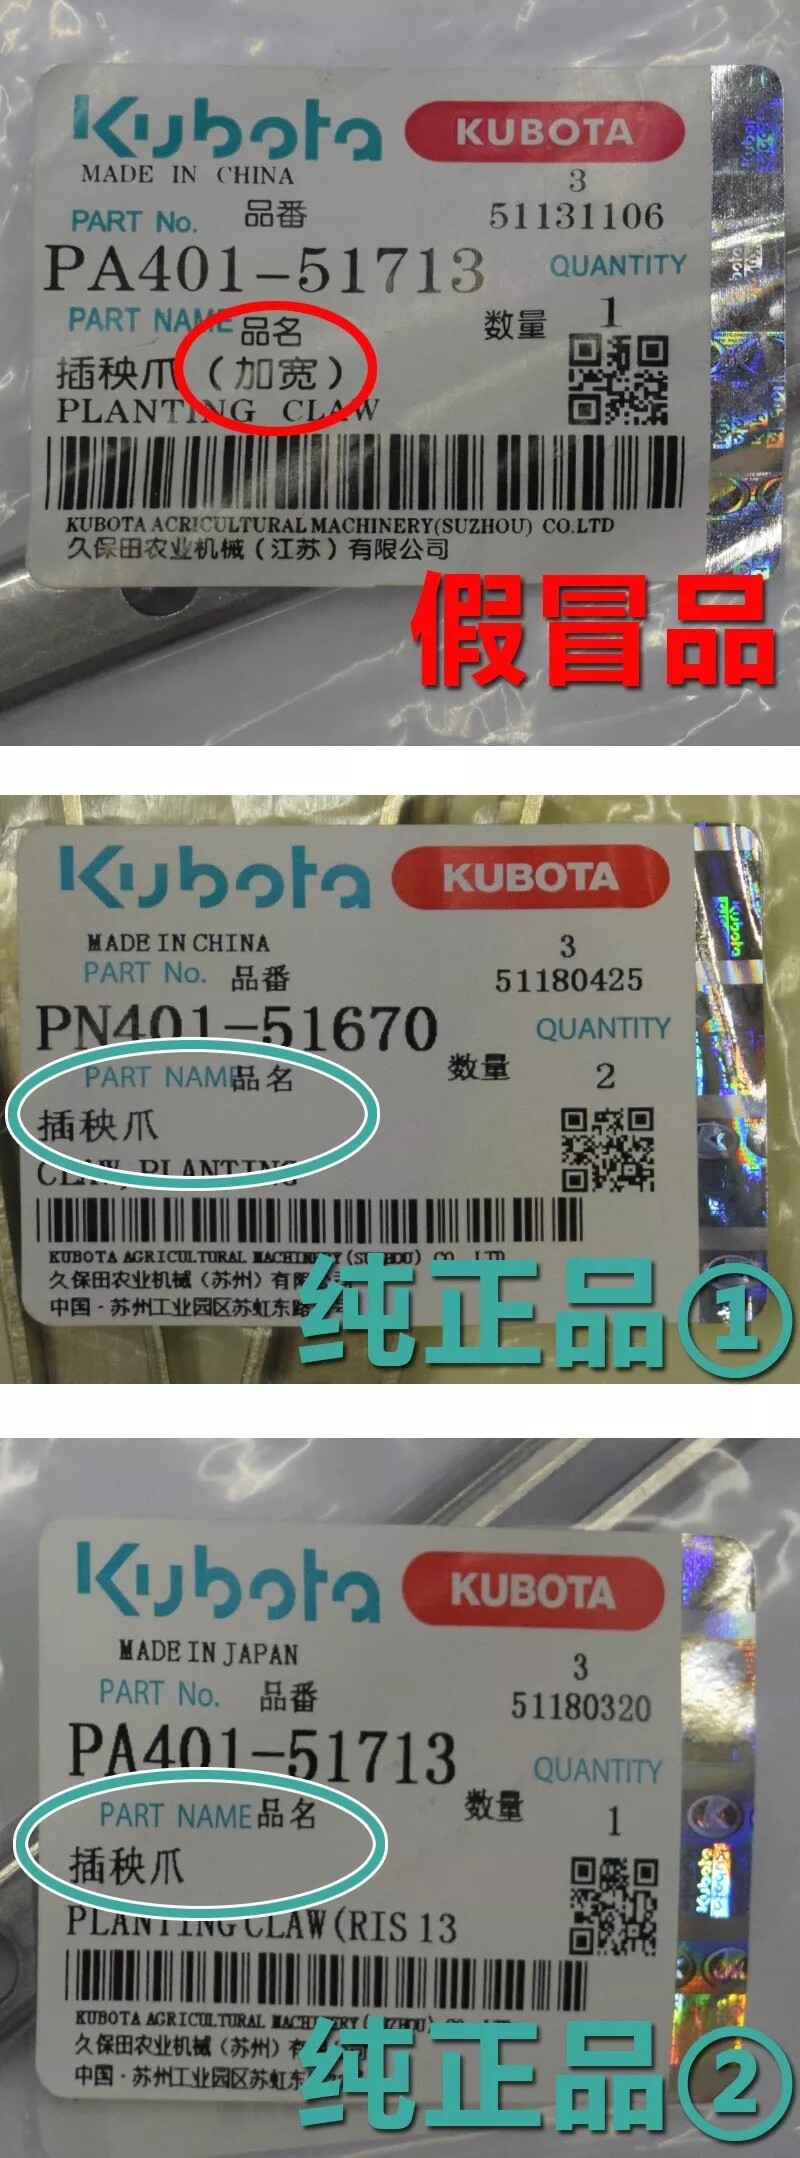 Kubota KUBOTA
MADE IN CHINA 3
PART No. 品番 51131106
PA401-51713 QUANTITY
PART NAME 品名 数量 1
插秧爪（加宽）
PLANTING CLAW
KUBOTA ACRICULTURAL MACHINERY(SUZHOU) CO.LTD
久保田农业机械（江苏）有限公司
假冒品
Kubota KUBOTA
MADE IN CHINA 3
PART No. 品番 51180425
PN401-51670 QUANTITY
PART NAME 品名 数量 2
插秧爪
CLAW, PLANTING
KUBOTA AGRICULTURAL MACHINERY(SUZHOU) CO. LTD
久保田农业机械（苏州）有限
中国·苏州工业园区苏虹东路
纯正品①
Kubota KUBOTA
MADE IN JAPAN 3
PART No. 品番 51180320
PA401-51713 QUANTITY
PART NAME 品名 数量 1
插秧爪
PLANTING CLAW(RIS 13
KUBOTA AGRICULTURAL MACHINERY(SUZHOU)
久保田农业机械（苏州）有
中国·苏州工业园区苏虹东
纯正品②